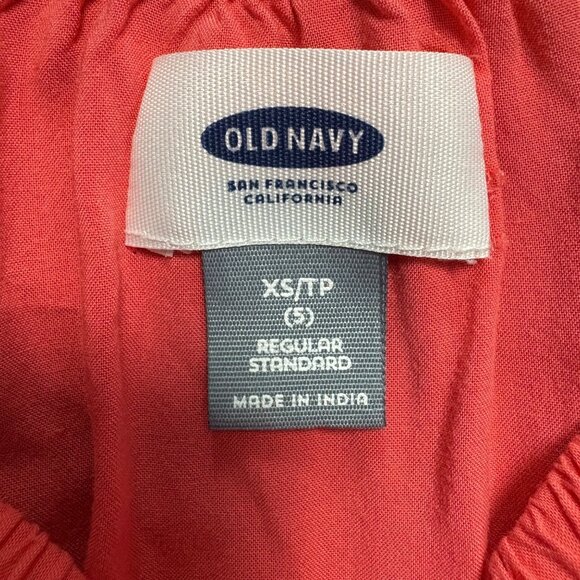 OLD NAVY
SAN FRANCISCO
CALIFORNIA
XS/TP
(5)
REGULAR
STANDARD
MADE IN INDIA